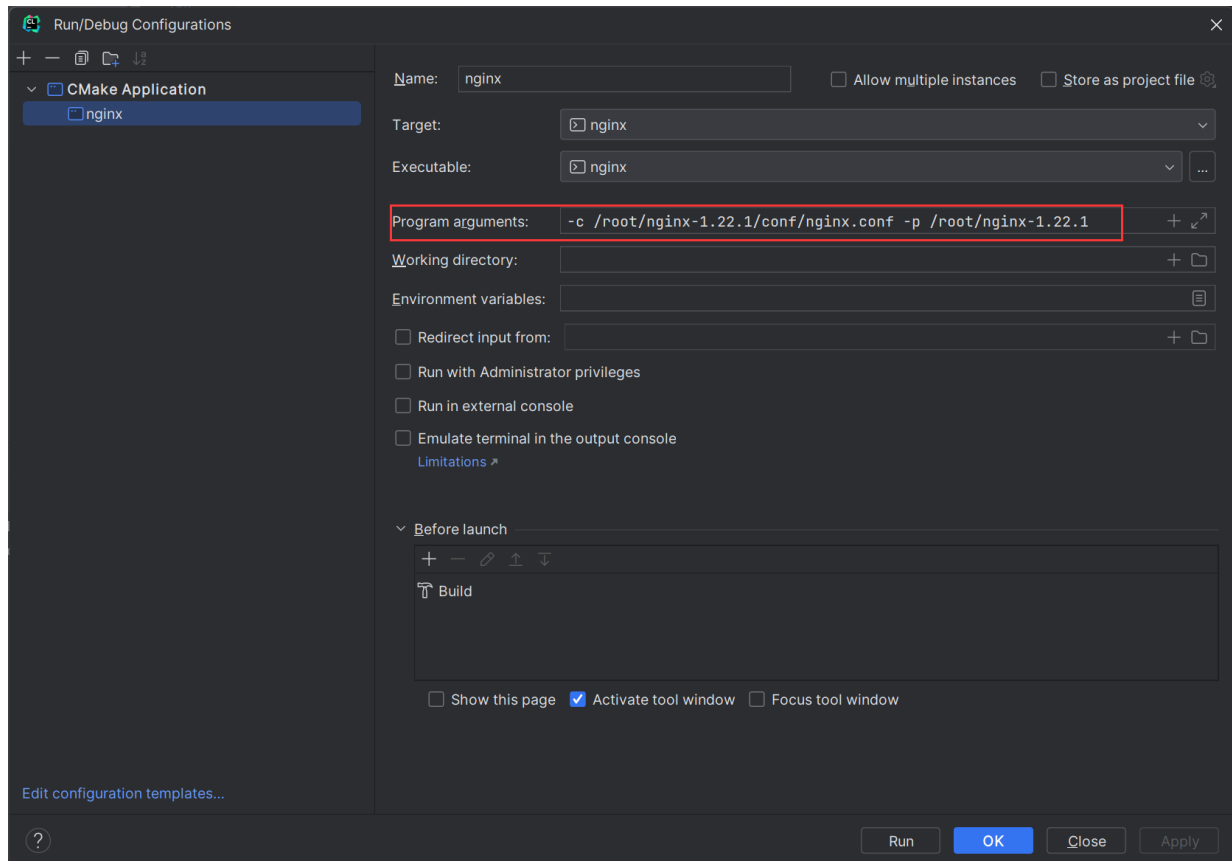 Run/Debug Configurations
CMake Application
nginx
Name: nginx
Allow multiple instances
Store as project file
Target: nginx
Executable: nginx
...
Program arguments: -c /root/nginx-1.22.1/conf/nginx.conf -p /root/nginx-1.22.1
Working directory:
Environment variables:
Redirect input from:
Run with Administrator privileges
Run in external console
Emulate terminal in the output console
Limitations
Before launch
Build
Show this page Activate tool window Focus tool window
Edit configuration templates...
? Run OK Close Apply